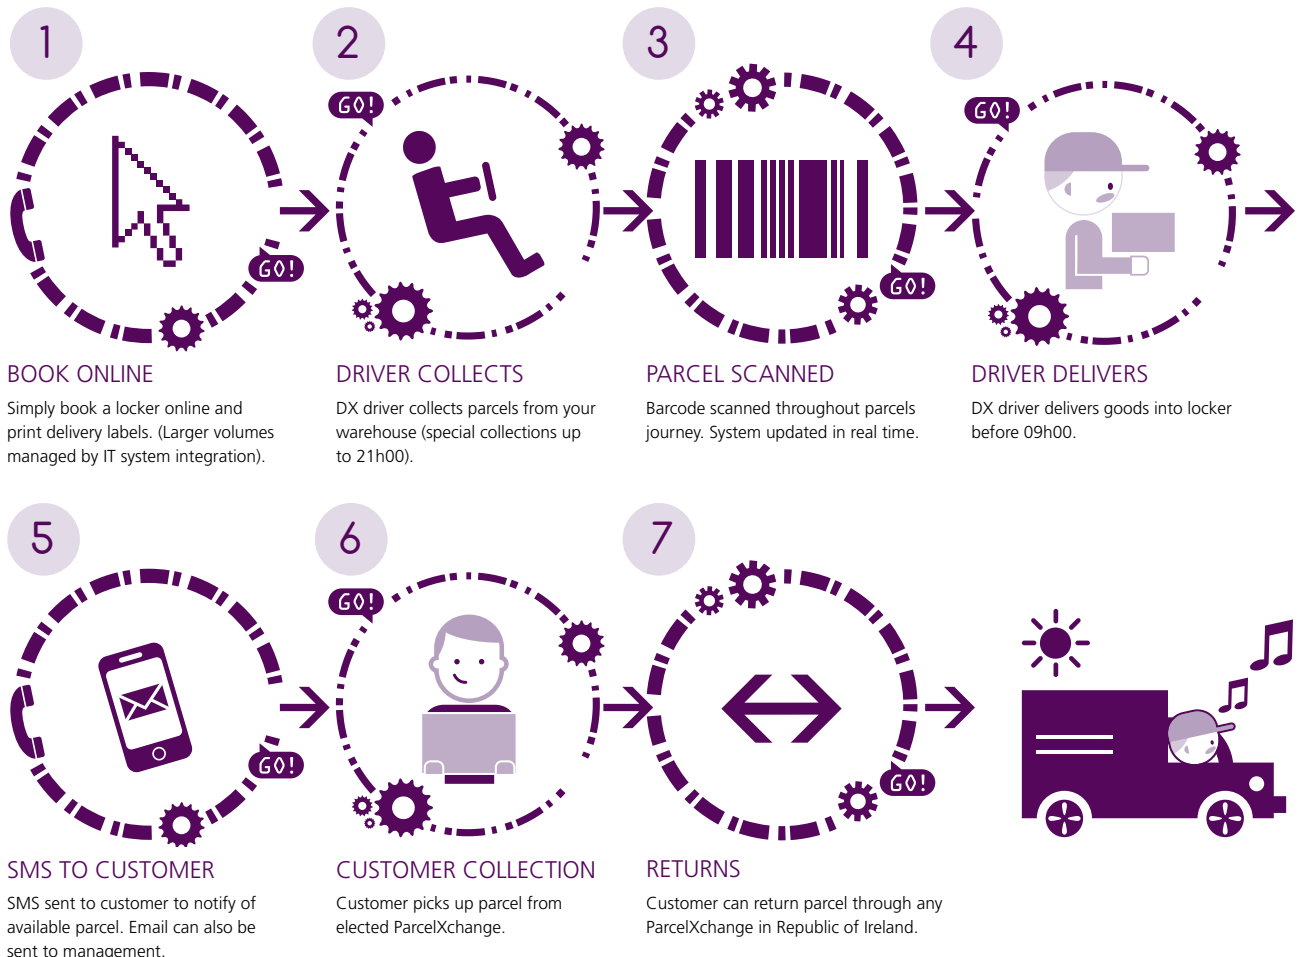 1
2
3
4
GO!
GO!
GO!
GO!
BOOK ONLINE
Simply book a locker online and
print delivery labels. (Larger volumes
managed by IT system integration).
DRIVER COLLECTS
DX driver collects parcels from your
warehouse (special collections up
to 21h00).
PARCEL SCANNED
Barcode scanned throughout parcels
journey. System updated in real time.
DRIVER DELIVERS
DX driver delivers goods into locker
before 09h00.
5
6
7
GO!
GO!
GO!
SMS TO CUSTOMER
SMS sent to customer to notify of
available parcel. Email can also be
sent to management.
CUSTOMER COLLECTION
Customer picks up parcel from
elected ParcelXchange.
RETURNS
Customer can return parcel through any
ParcelXchange in Republic of Ireland.